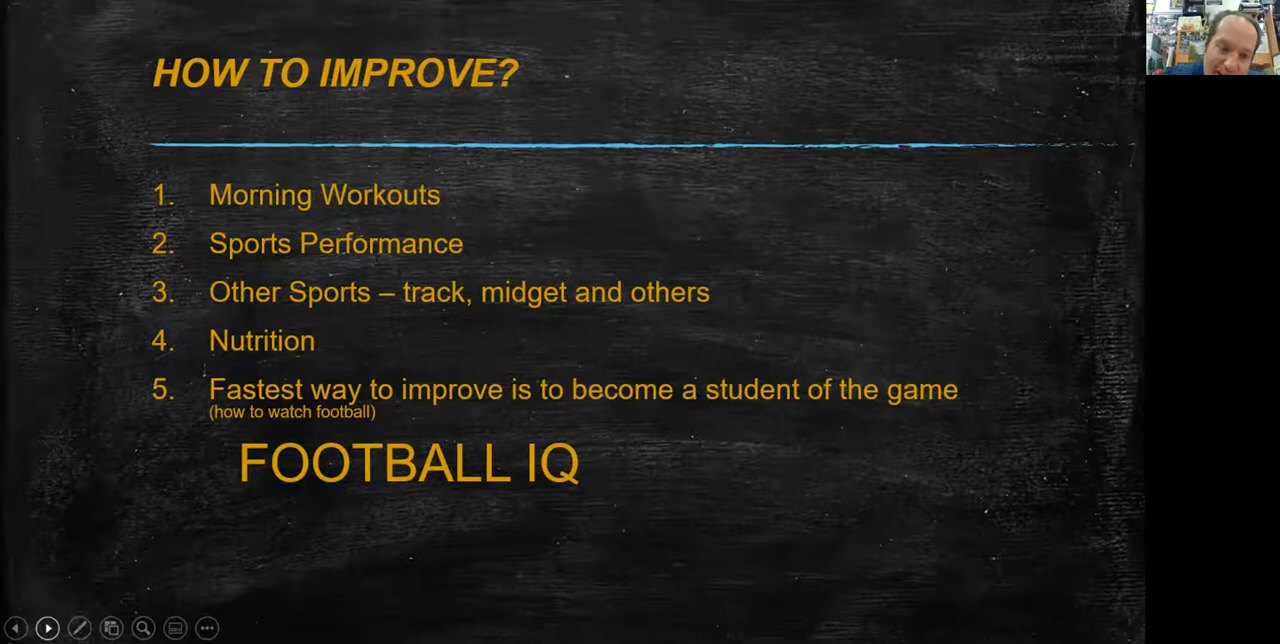 HOW TO IMPROVE?
1. Morning Workouts
2. Sports Performance
3. Other Sports – track, midget and others
4. Nutrition
5. Fastest way to improve is to become a student of the game
(how to watch football)
FOOTBALL IQ